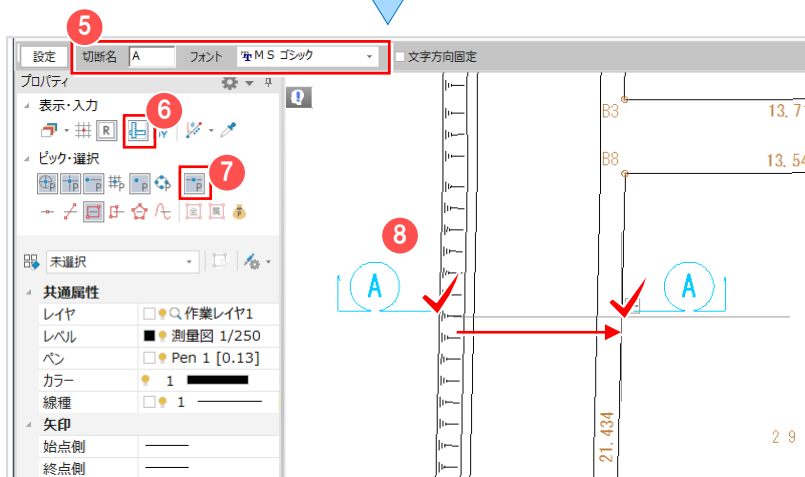 5
設定 切断名 A フォント MS ゴシック 文字方向固定
プロパティ
表示・入力
6
R
ピック・選択
7
未選択
共通属性
レイヤ 作業レイヤ1
レベル 測量図 1/250
ペン Pen 1 [0.13]
カラー 1
線種 1
矢印
始点側
終点側
B3
13.71
B8
13.54
8
A
A
21.434
29